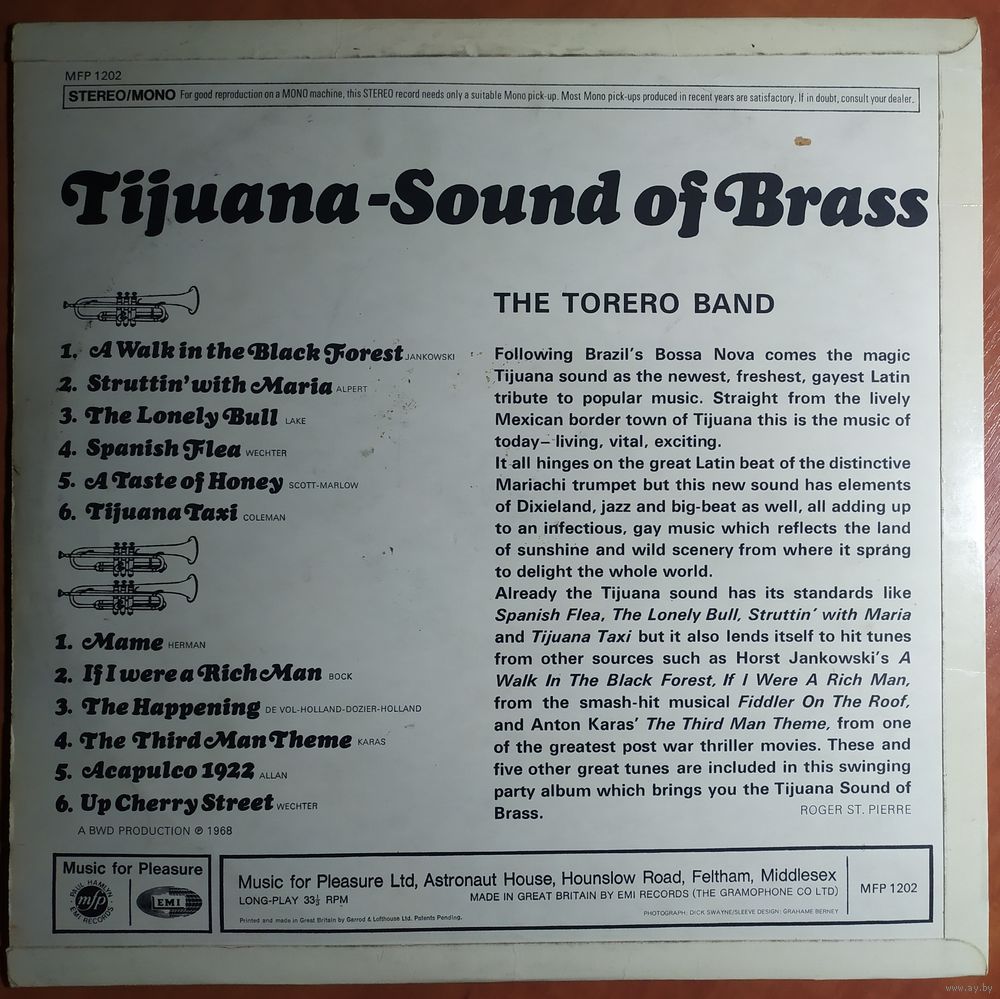 MFP 1202
STEREO/MONO For good reproduction on a MONO machine, this STEREO record needs only a suitable Mono pick-up. Most Mono pick-ups produced in recent years are satisfactory. If in doubt, consult your dealer.
Tijuana-Sound of Brass
1. A Walk in the Black Forest JANKOWSKI
2. Struttin' with Maria ALPERT
3. The Lonely Bull LAKE
4. Spanish Flea WECHTER
5. A Taste of Honey SCOTT-MARLOW
6. Tijuana Taxi COLEMAN
1. Mame HERMAN
2. If I were a Rich Man BOCK
3. The Happening DE VOL-HOLLAND-DOZIER-HOLLAND
4. The Third Man Theme KARAS
5. Acapulco 1922 ALLAN
6. Up Cherry Street WECHTER
A BWD PRODUCTION ℗ 1968
THE TORERO BAND
Following Brazil's Bossa Nova comes the magic
Tijuana sound as the newest, freshest, gayest Latin
tribute to popular music. Straight from the lively
Mexican border town of Tijuana this is the music of
today– living, vital, exciting.
It all hinges on the great Latin beat of the distinctive
Mariachi trumpet but this new sound has elements
of Dixieland, jazz and big-beat as well, all adding up
to an infectious, gay music which reflects the land
of sunshine and wild scenery from where it sprang
to delight the whole world.
Already the Tijuana sound has its standards like
Spanish Flea, The Lonely Bull, Struttin' with Maria
and Tijuana Taxi but it also lends itself to hit tunes
from other sources such as Horst Jankowski's A
Walk In The Black Forest, If I Were A Rich Man,
from the smash-hit musical Fiddler On The Roof,
and Anton Karas' The Third Man Theme, from one
of the greatest post war thriller movies. These and
five other great tunes are included in this swinging
party album which brings you the Tijuana Sound of
Brass.
ROGER ST. PIERRE
Music for Pleasure
PAUL HAMLYN
mfp
EMI RECORDS
EMI
Music for Pleasure Ltd, Astronaut House, Hounslow Road, Feltham, Middlesex
LONG-PLAY 33⅓ RPM
MADE IN GREAT BRITAIN BY EMI RECORDS (THE GRAMOPHONE CO LTD)
PHOTOGRAPH: DICK SWAYNE/SLEEVE DESIGN: GRAHAME BERNEY
Printed and made in Great Britain by Garrod & Lofthouse Ltd. Patents Pending.
MFP 1202
www.ay.by